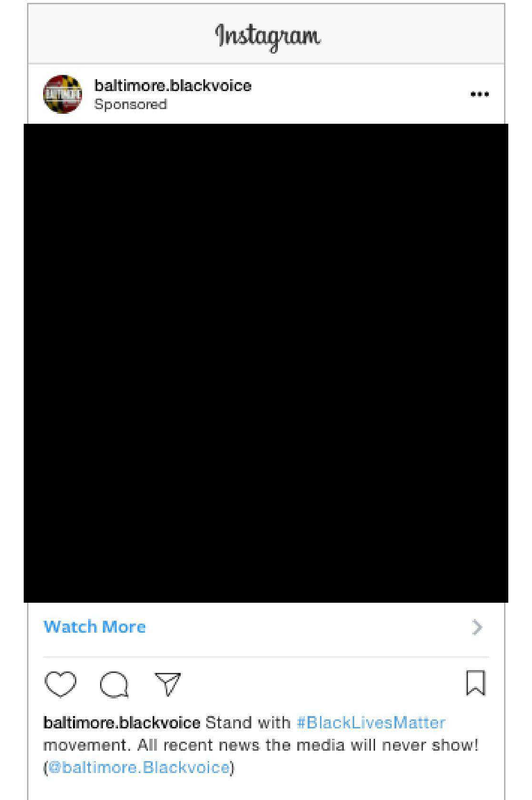 Instagram
baltimore.blackvoice
Sponsored
BALTIMORE
Watch More
baltimore.blackvoice Stand with #BlackLivesMatter
movement. All recent news the media will never show!
(@baltimore.Blackvoice)